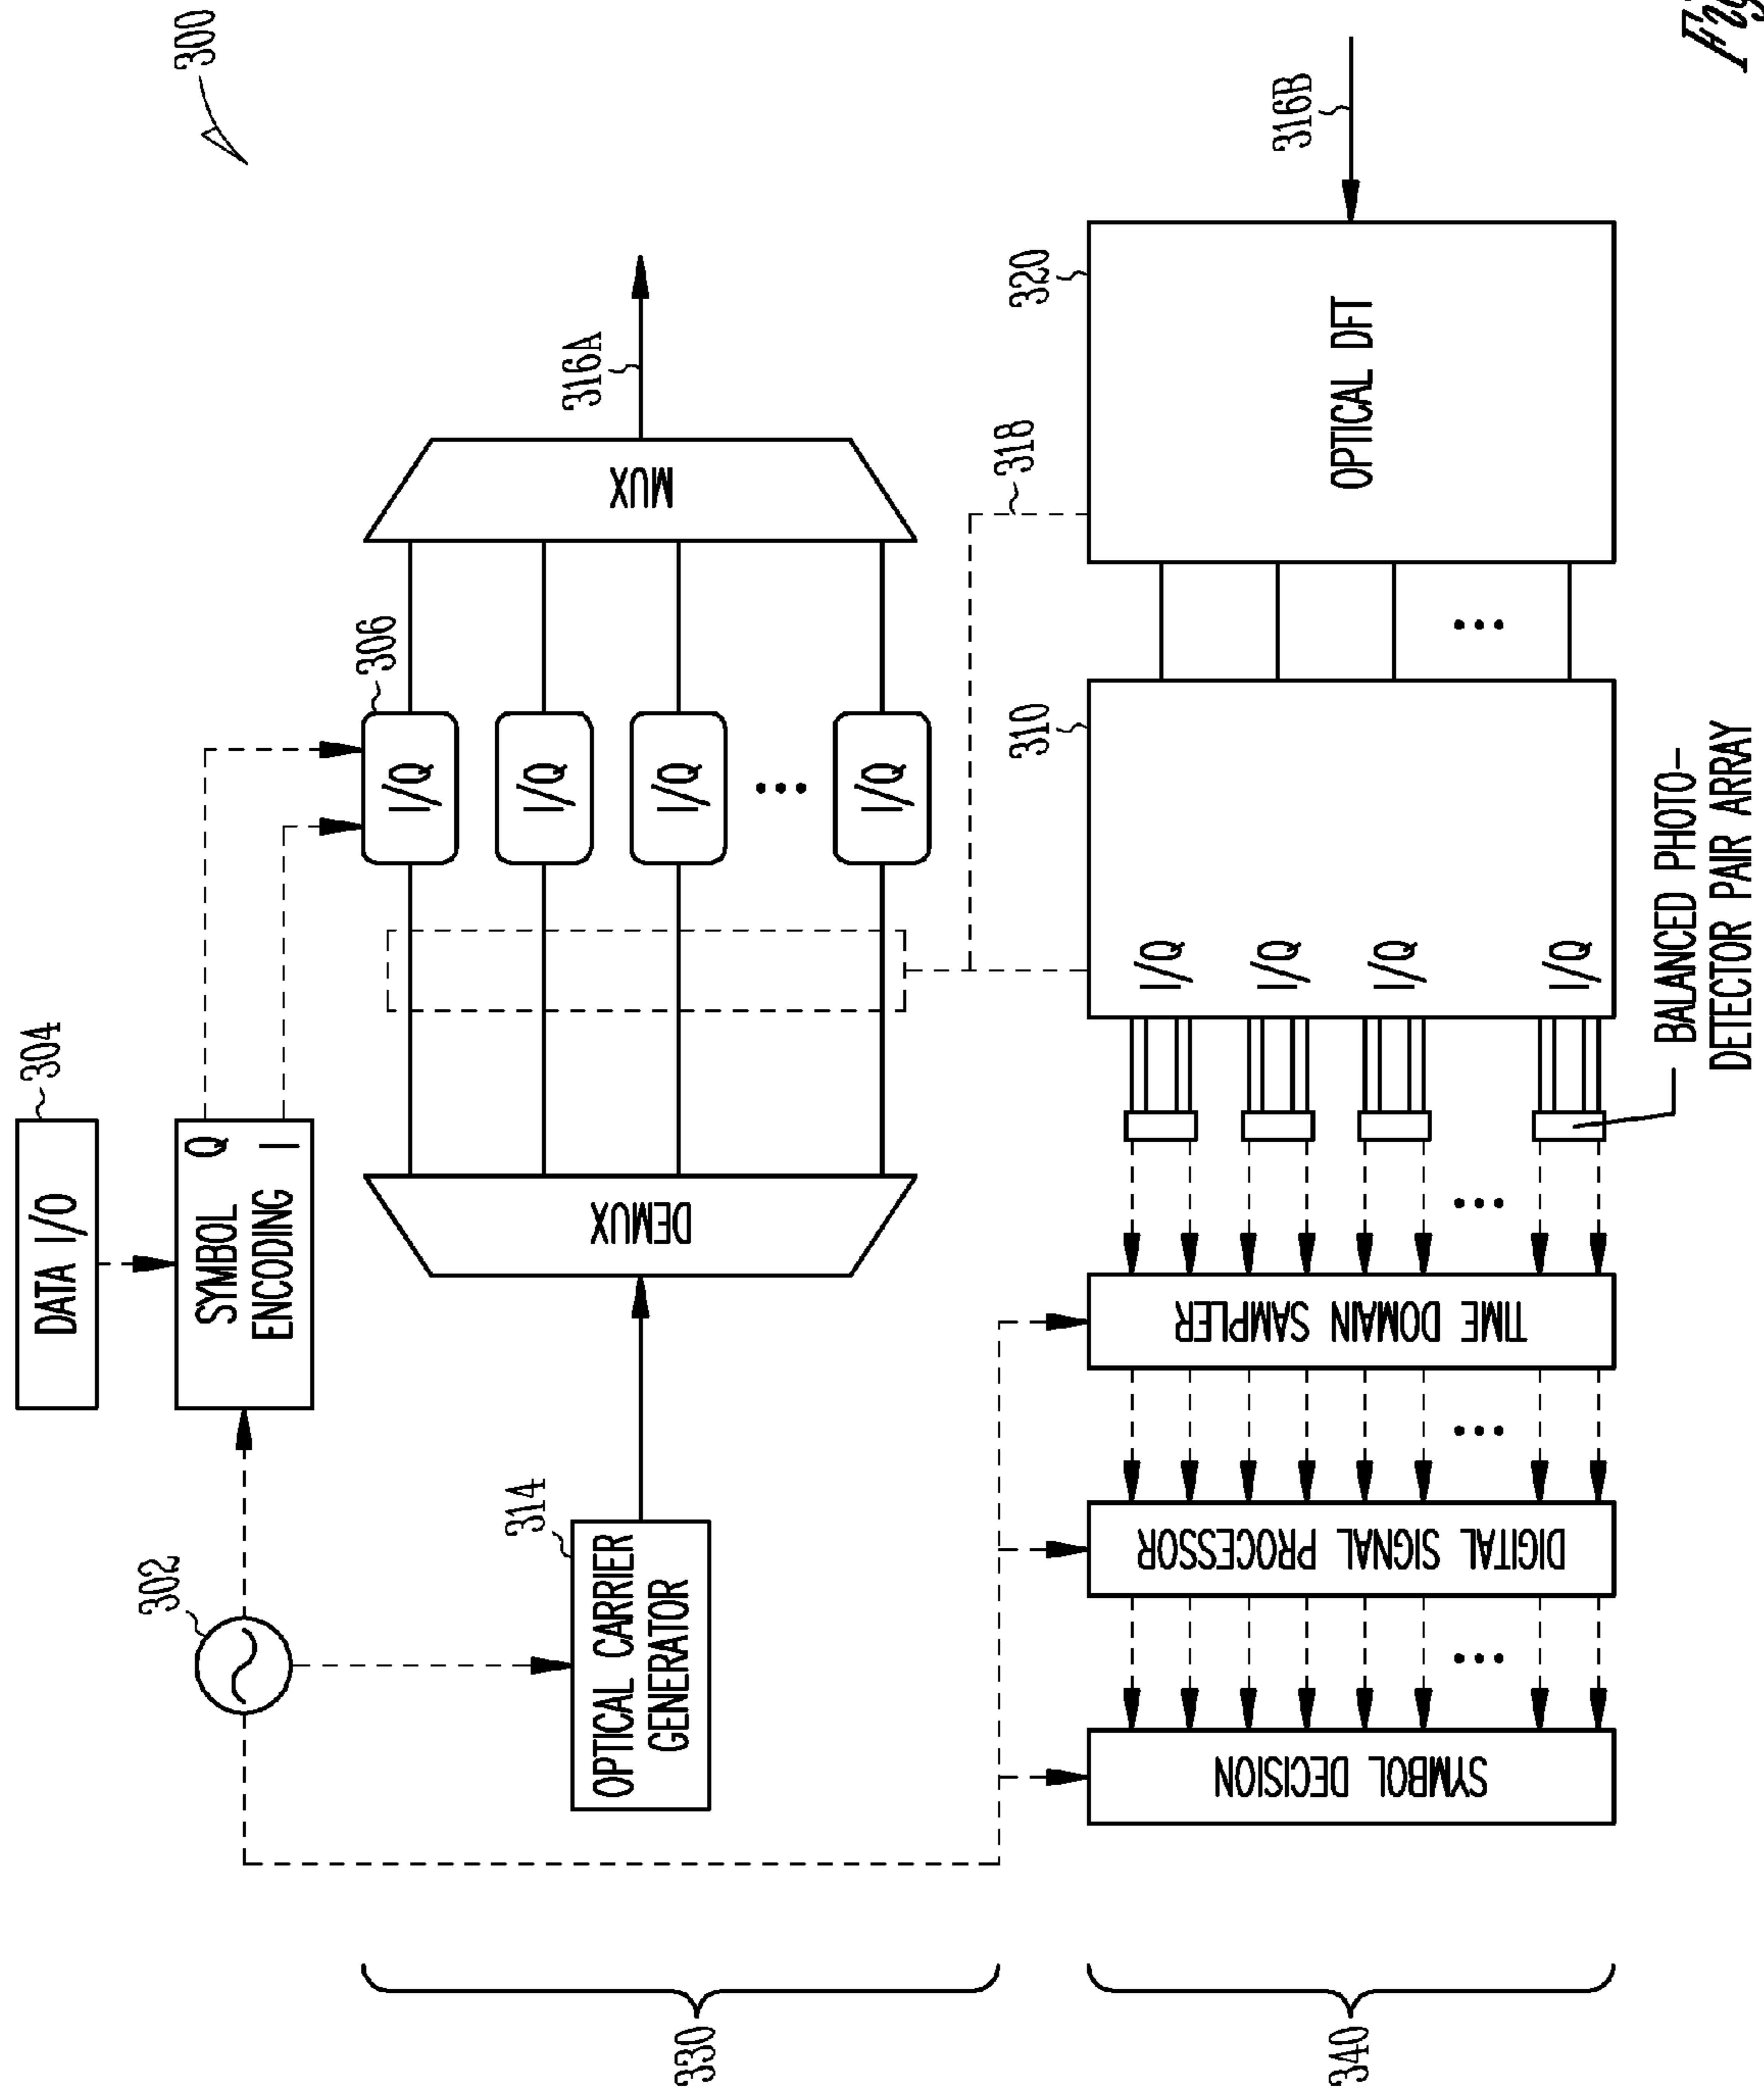 300
DATA I/O
304
SYMBOL
ENCODING
Q
I
302
306
I/Q
I/Q
I/Q
...
I/Q
DEMUX
MUX
316A
314
OPTICAL CARRIER
GENERATOR
330
318
310
320
OPTICAL DFT
316B
...
I/Q
I/Q
I/Q
I/Q
BALANCED PHOTO-
DETECTOR PAIR ARRAY
...
TIME DOMAIN SAMPLER
...
DIGITAL SIGNAL PROCESSOR
...
SYMBOL DECISION
340